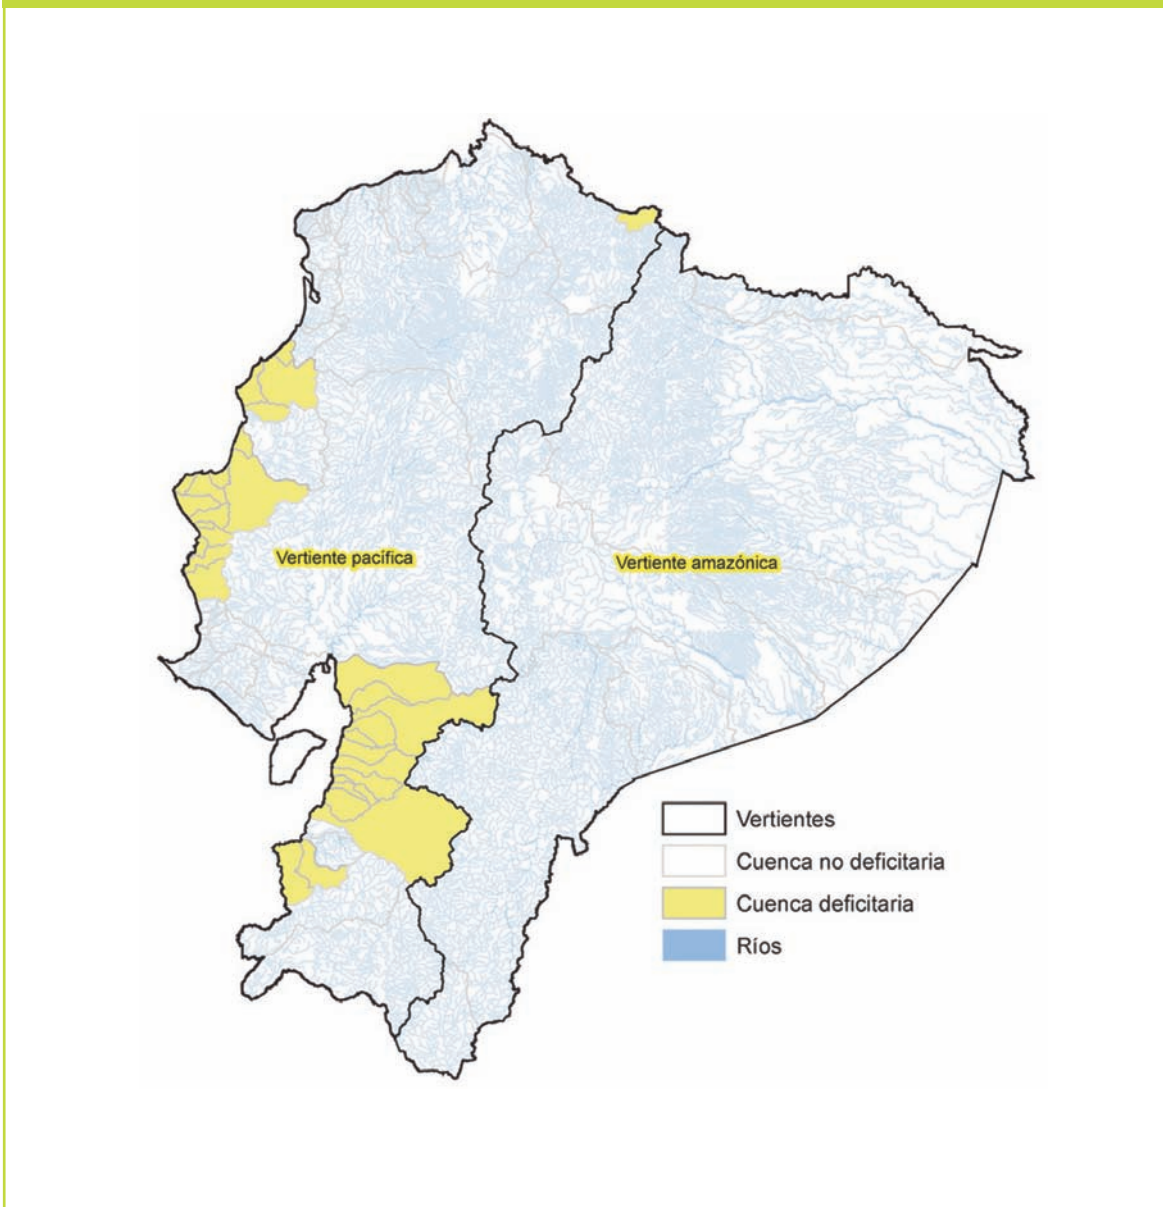 Vertiente pacífica
Vertiente amazónica
Vertientes
Cuenca no deficitaria
Cuenca deficitaria
Ríos